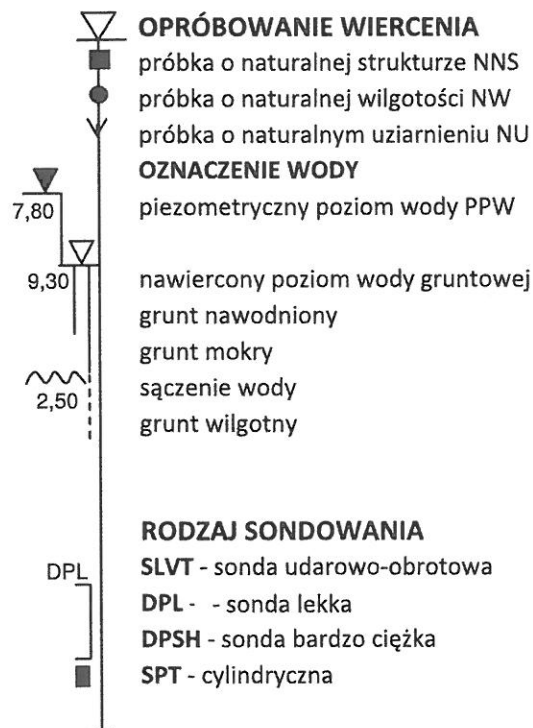 OPRÓBOWANIE WIERCENIA
próbka o naturalnej strukturze NNS
próbka o naturalnej wilgotości NW
próbka o naturalnym uziarnieniu NU
OZNACZENIE WODY
7,80 piezometryczny poziom wody PPW
9,30 nawiercony poziom wody gruntowej
grunt nawodniony
grunt mokry
sączenie wody
2,50
grunt wilgotny
RODZAJ SONDOWANIA
DPL
SLVT - sonda udarowo-obrotowa
DPL - - sonda lekka
DPSH - sonda bardzo ciężka
SPT - cylindryczna